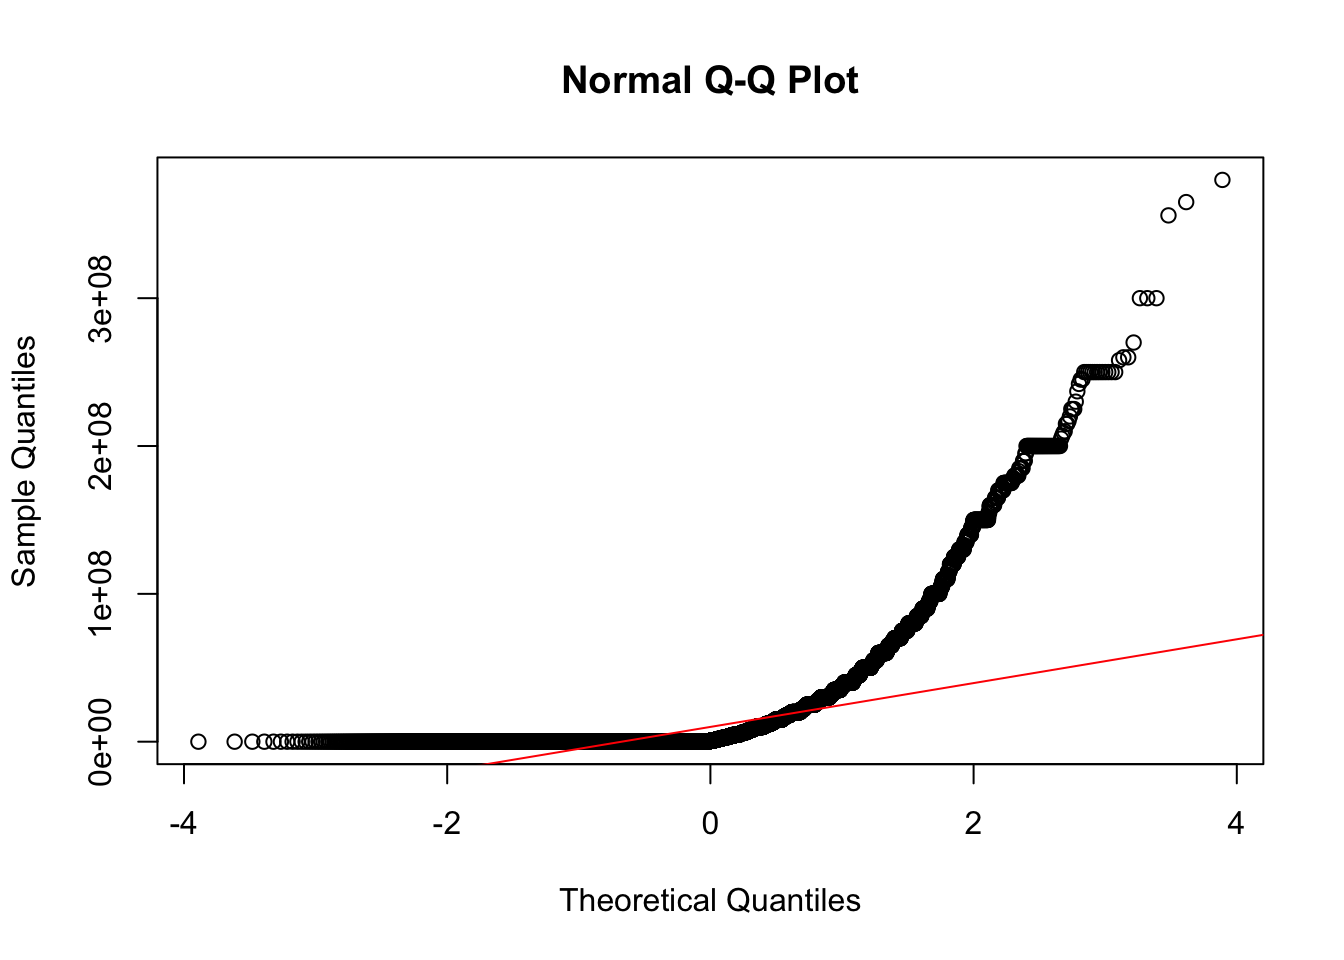 Normal Q-Q Plot
Sample Quantiles
3e+08
2e+08
1e+08
0e+00
-4 -2 0 2 4
Theoretical Quantiles